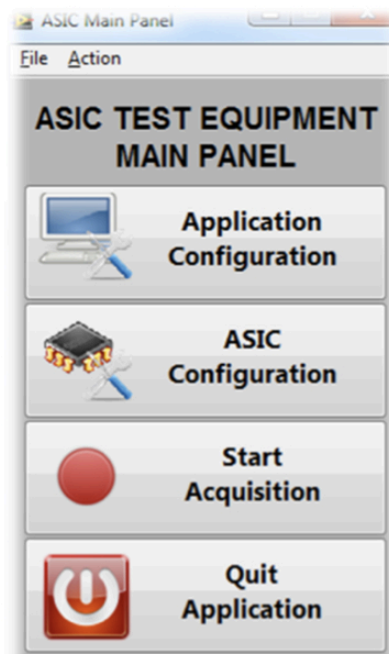 ASIC Main Panel
File Action
ASIC TEST EQUIPMENT
MAIN PANEL
Application
Configuration
ASIC
Configuration
Start
Acquisition
Quit
Application